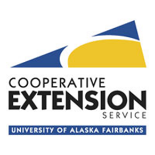 COOPERATIVE
EXTENSION
SERVICE
UNIVERSITY OF ALASKA FAIRBANKS